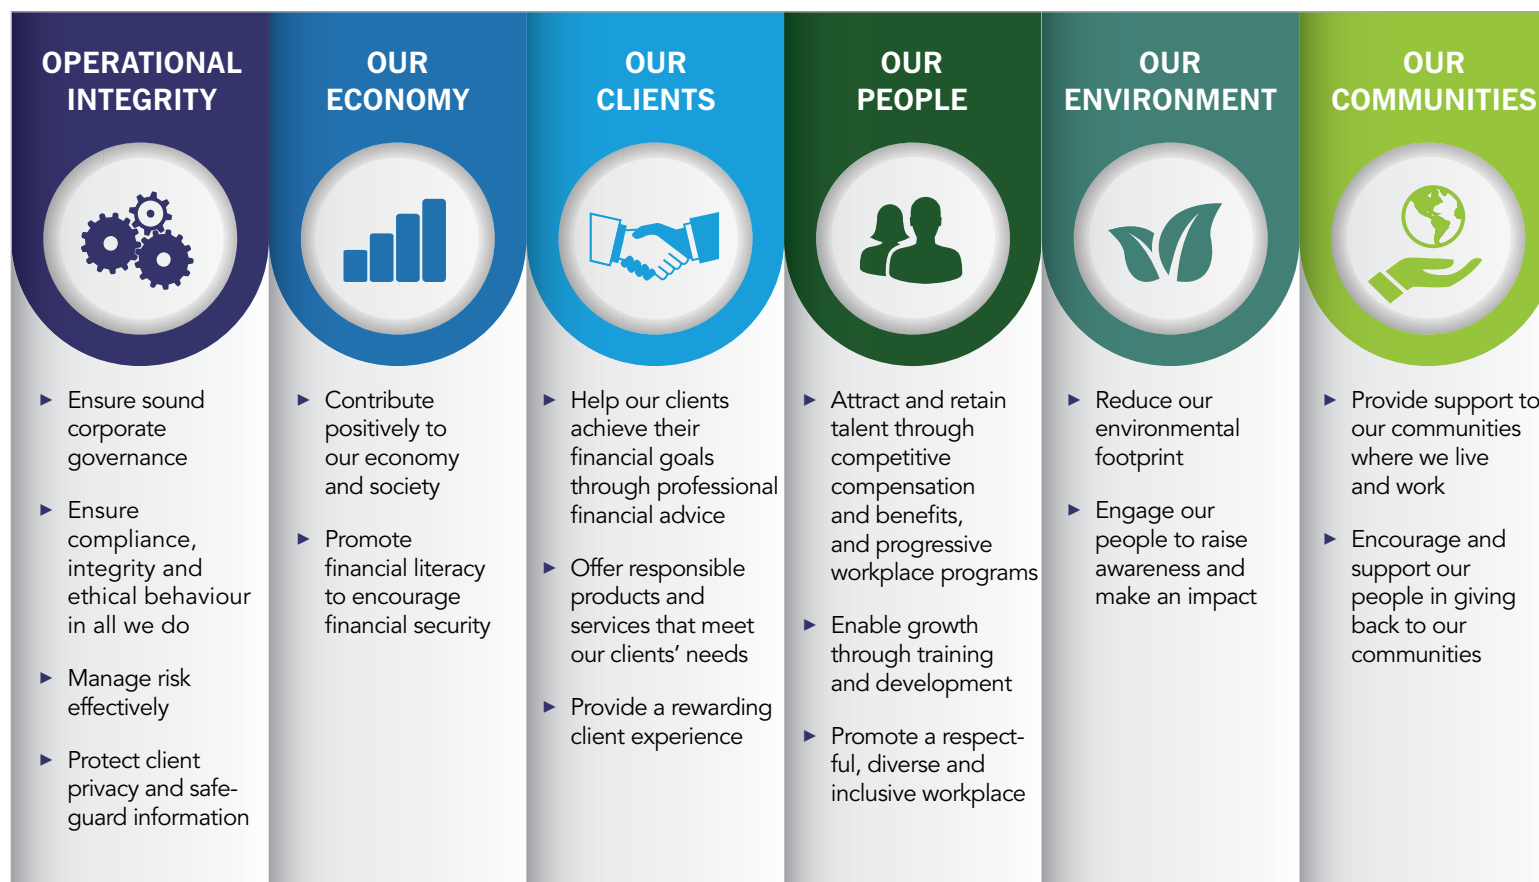 OPERATIONAL
INTEGRITY
► Ensure sound
corporate
governance
► Ensure
compliance,
integrity and
ethical behaviour
in all we do
► Manage risk
effectively
► Protect client
privacy and safe-
guard information
OUR
ECONOMY
► Contribute
positively to
our economy
and society
► Promote
financial literacy
to encourage
financial security
OUR
CLIENTS
► Help our clients
achieve their
financial goals
through professional
financial advice
► Offer responsible
products and
services that meet
our clients’ needs
► Provide a rewarding
client experience
OUR
PEOPLE
► Attract and retain
talent through
competitive
compensation
and benefits,
and progressive
workplace programs
► Enable growth
through training
and development
► Promote a respect-
ful, diverse and
inclusive workplace
OUR
ENVIRONMENT
► Reduce our
environmental
footprint
► Engage our
people to raise
awareness and
make an impact
OUR
COMMUNITIES
► Provide support to
our communities
where we live
and work
► Encourage and
support our
people in giving
back to our
communities